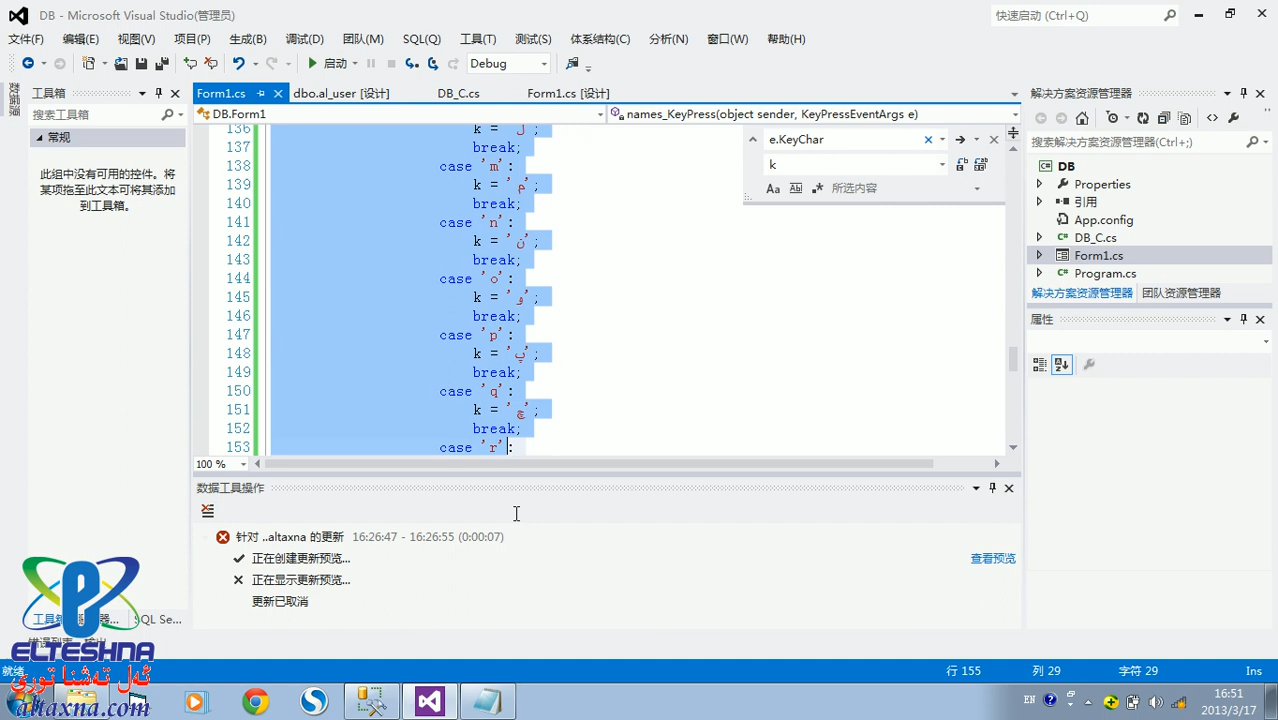 DB - Microsoft Visual Studio(管理员)
快速启动 (Ctrl+Q)
文件(F) 编辑(E) 视图(V) 项目(P) 生成(B) 调试(D) 团队(M) SQL(Q) 工具(T) 测试(S) 体系结构(C) 分析(N) 窗口(W) 帮助(H)
启动 Debug
工具箱
搜索工具箱
常规
此组中没有可用的控件。将
某项拖至此文本可将其添
加到工具箱。
Form1.cs dbo.al_user [设计] DB_C.cs Form1.cs [设计]
DB.Form1 names_KeyPress(object sender, KeyPressEventArgs e)
e.KeyChar
k
Aa 所选内容
136 k = 'ل';
137 break;
138 case 'm':
139 k = 'م';
140 break;
141 case 'n':
142 k = 'ن';
143 break;
144 case 'o':
145 k = 'و';
146 break;
147 case 'p':
148 k = 'پ';
149 break;
150 case 'q':
151 k = 'چ';
152 break;
153 case 'r':
100 %
数据工具操作
针对 ..altaxna 的更新 16:26:47 - 16:26:55 (0:00:07)
正在创建更新预览... 查看预览
正在显示更新预览...
更新已取消
解决方案资源管理器
搜索解决方案资源管理器(Ctrl+;)
DB
Properties
引用
App.config
DB_C.cs
Form1.cs
Program.cs
解决方案资源管理器 团队资源管理器
属性
SQL Se...
ELTESHNA
ئەل تەشنا تورى
altaxna.com
就绪 行 155 列 29 字符 29 Ins
EN 16:51
2013/3/17